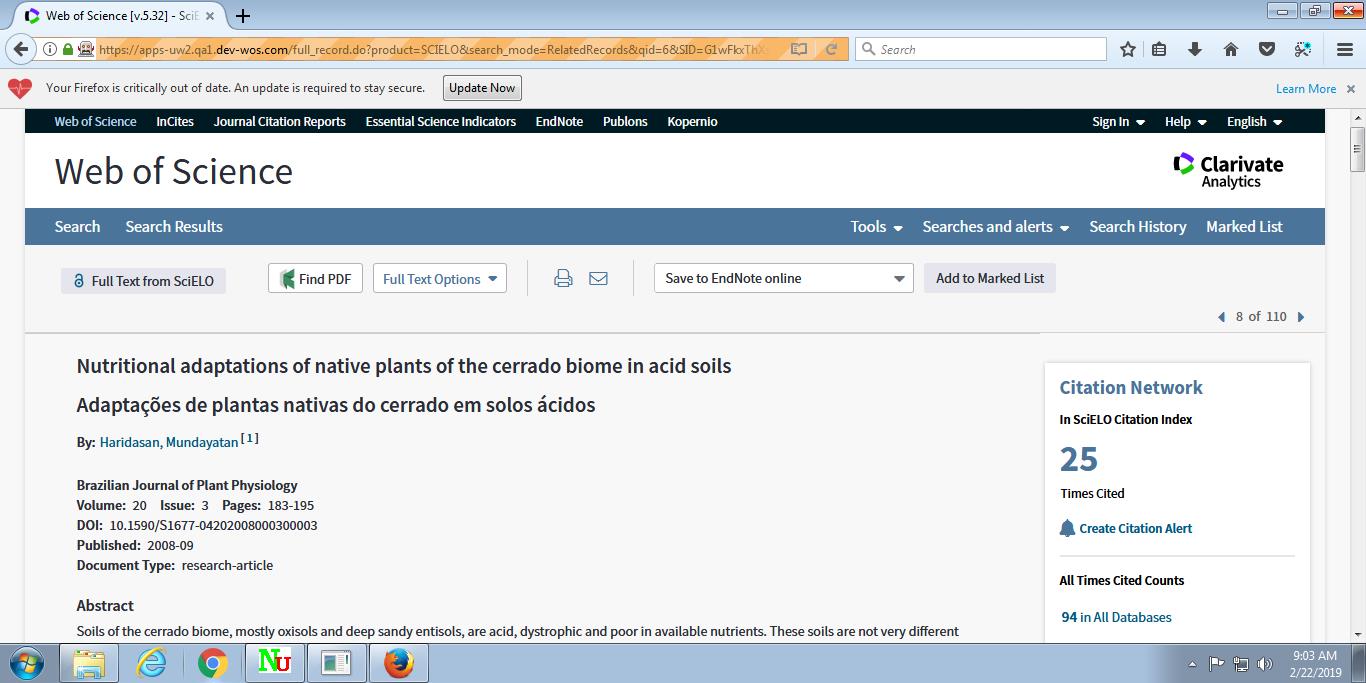 Web of Science [v.5.32] - SciE
https://apps-uw2.qa1.dev-wos.com/full_record.do?product=SCIELO&search_mode=RelatedRecords&qid=6&SID=G1wFkxThX
Search
Your Firefox is critically out of date. An update is required to stay secure.
Update Now
Learn More
Web of Science InCites Journal Citation Reports Essential Science Indicators EndNote Publons Kopernio
Sign In Help English
Web of Science
Clarivate
Analytics
Search Search Results
Tools Searches and alerts Search History Marked List
Full Text from SciELO
Find PDF
Full Text Options
Save to EndNote online
Add to Marked List
8 of 110
Nutritional adaptations of native plants of the cerrado biome in acid soils
Adaptações de plantas nativas do cerrado em solos ácidos
By: Haridasan, Mundayatan [1]
Brazilian Journal of Plant Physiology
Volume: 20 Issue: 3 Pages: 183-195
DOI: 10.1590/S1677-04202008000300003
Published: 2008-09
Document Type: research-article
Abstract
Soils of the cerrado biome, mostly oxisols and deep sandy entisols, are acid, dystrophic and poor in available nutrients. These soils are not very different
Citation Network
In SciELO Citation Index
25
Times Cited
Create Citation Alert
All Times Cited Counts
94 in All Databases
NU
9:03 AM
2/22/2019